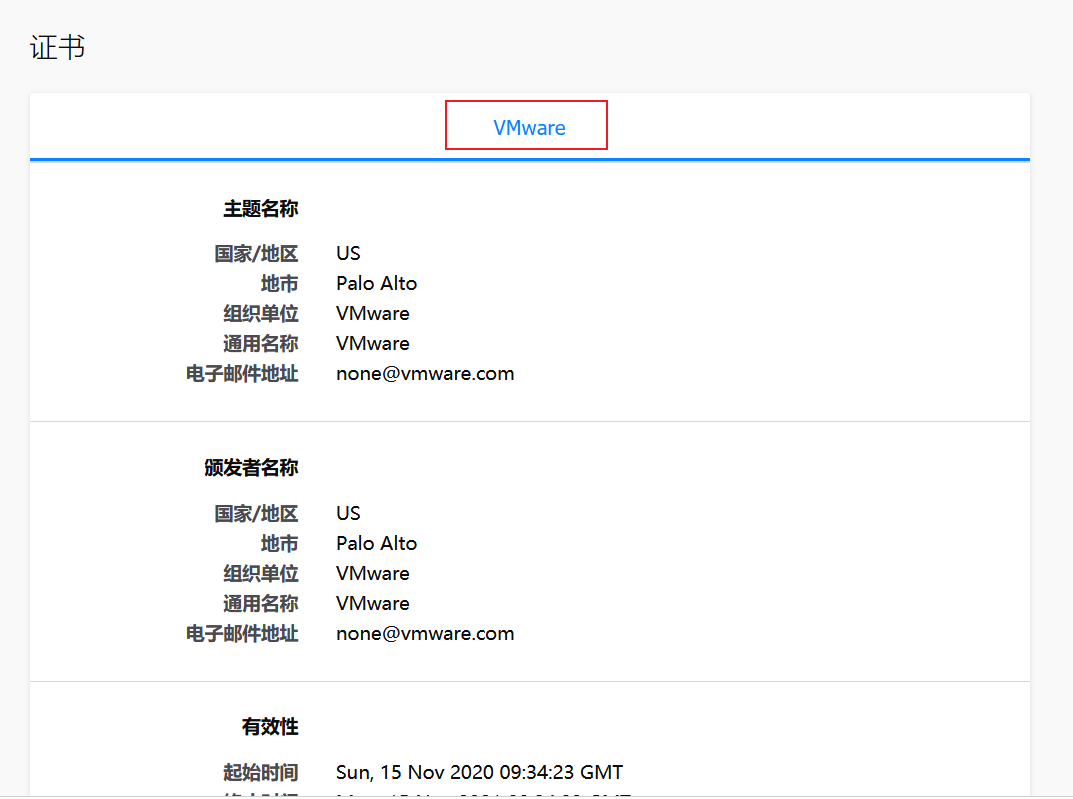 证书
VMware
主题名称
国家/地区 US
地市 Palo Alto
组织单位 VMware
通用名称 VMware
电子邮件地址 none@vmware.com
颁发者名称
国家/地区 US
地市 Palo Alto
组织单位 VMware
通用名称 VMware
电子邮件地址 none@vmware.com
有效性
起始时间 Sun, 15 Nov 2020 09:34:23 GMT